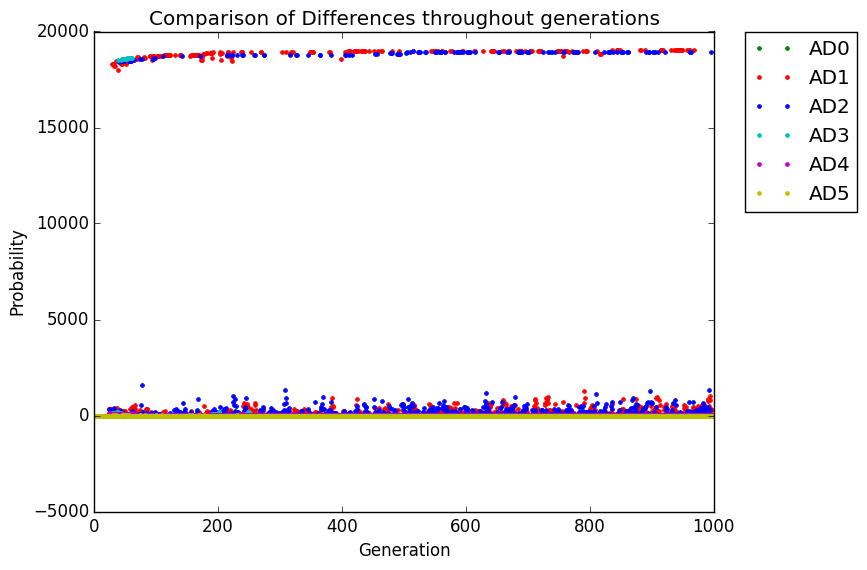 Comparison of Differences throughout generations
20000
15000
10000
5000
0
−5000
Probability
0 200 400 600 800 1000
Generation
AD0
AD1
AD2
AD3
AD4
AD5